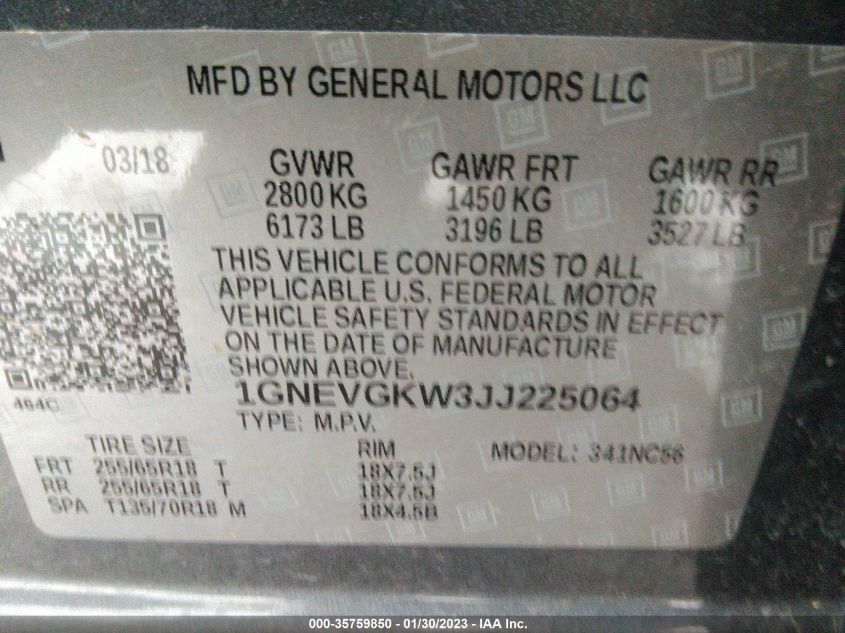 MFD BY GENERAL MOTORS LLC
03/18 GVWR GAWR FRT GAWR RR
2800 KG 1450 KG 1600 KG
6173 LB 3196 LB 3527 LB
THIS VEHICLE CONFORMS TO ALL
APPLICABLE U.S. FEDERAL MOTOR
VEHICLE SAFETY STANDARDS IN EFFECT
ON THE DATE OF MANUFACTURE
SHOWN ABOVE.
1GNEVGKW3JJ225064
464C
TYPE: M.P.V.
TIRE SIZE RIM MODEL: 341NC56
FRT 255/65R18 T 18X7.5J
RR 255/65R18 T 18X7.5J
SPA T135/70R18 M 18X4.5B
000-35759850 - 01/30/2023 - IAA Inc.